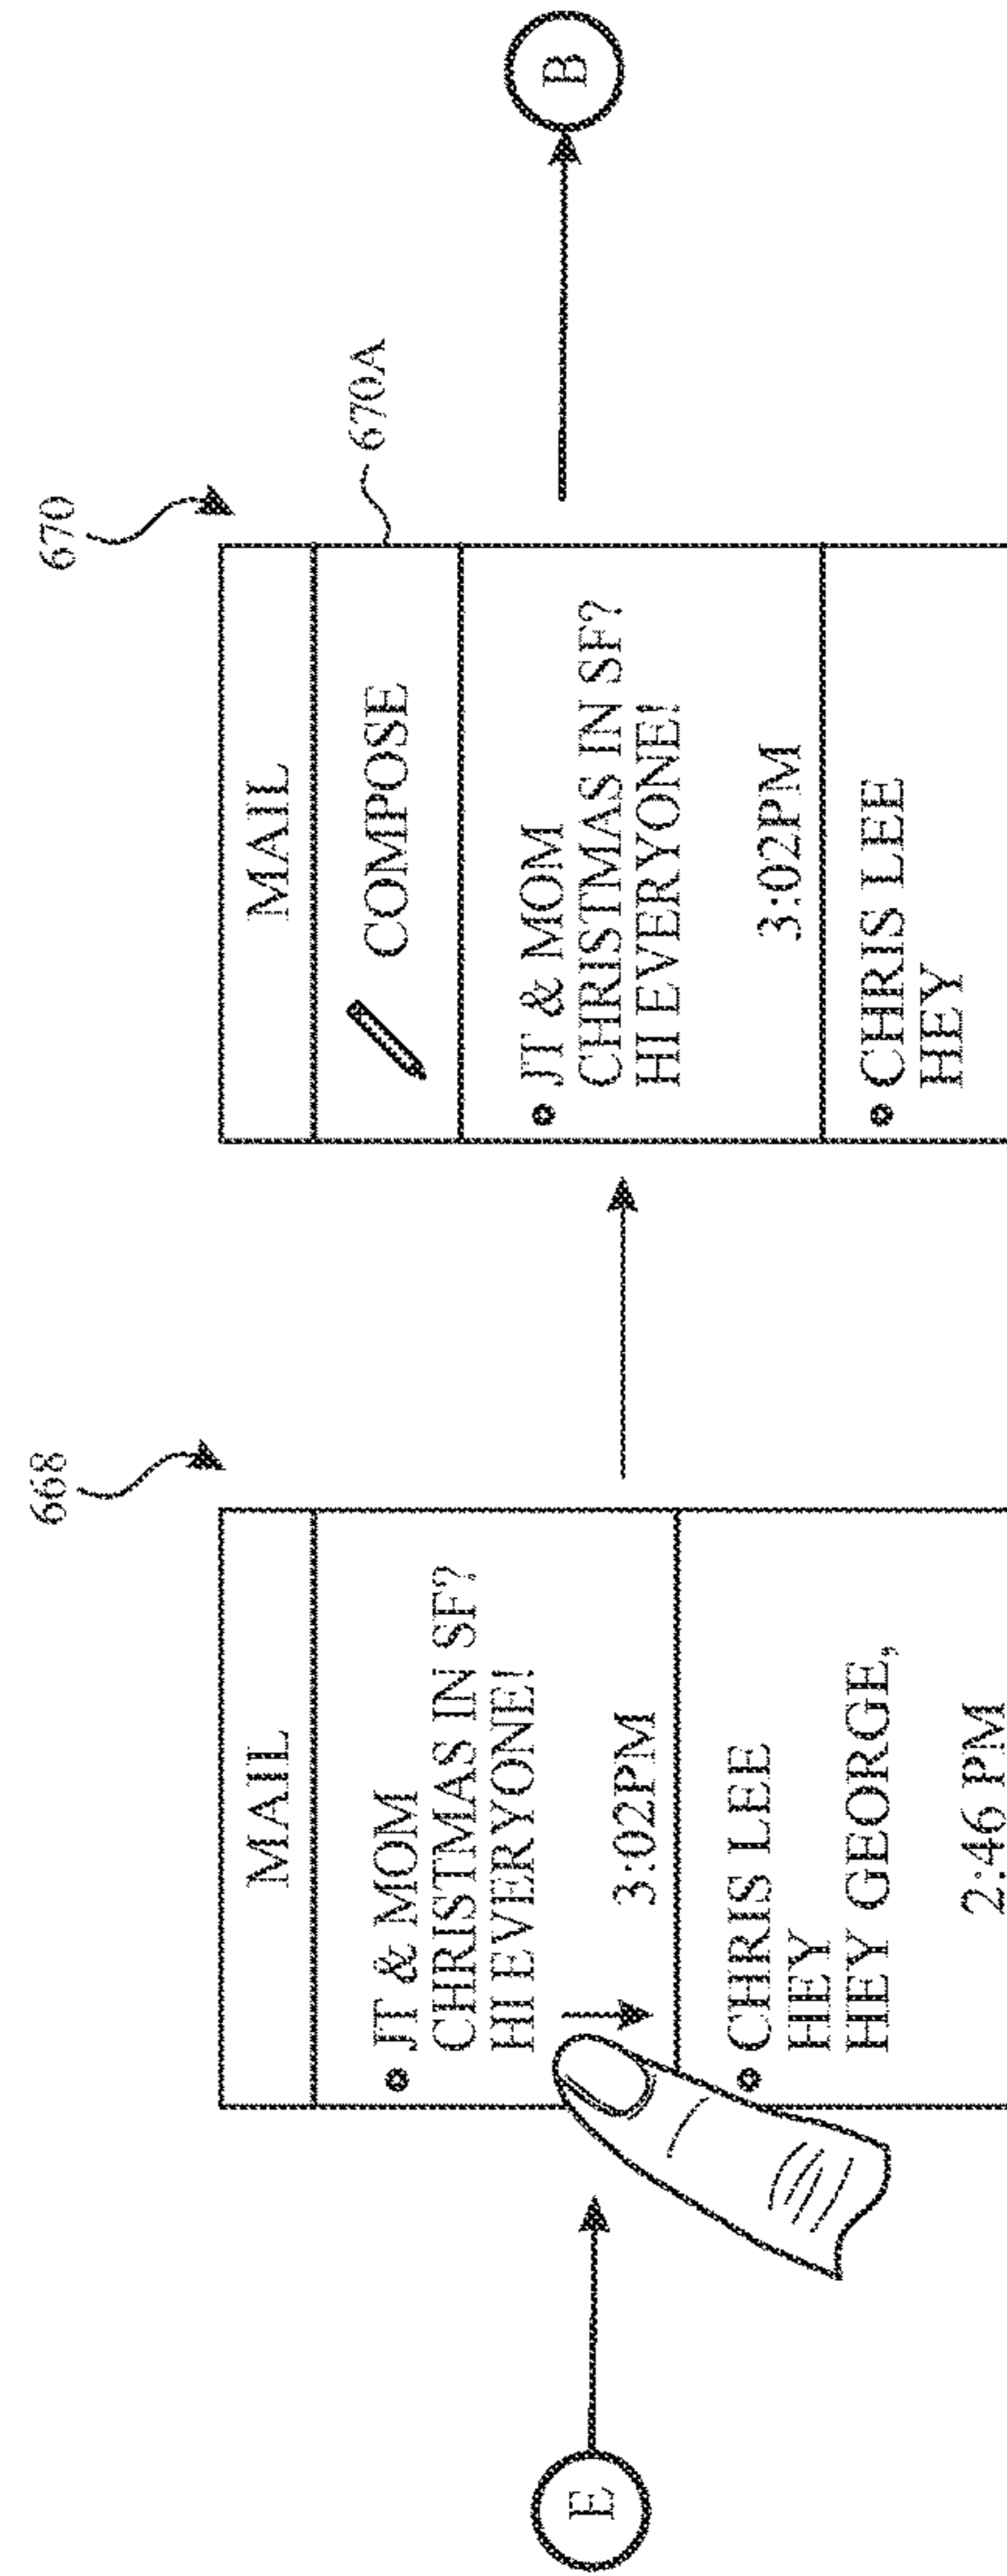 668
670
MAIL
JT & MOM
CHRISTMAS IN SF?
HI EVERYONE!
3:02PM
CHRIS LEE
HEY
HEY GEORGE,
2:46 PM
MAIL
COMPOSE
670A
JT & MOM
CHRISTMAS IN SF?
HI EVERYONE!
3:02PM
CHRIS LEE
HEY
E
B